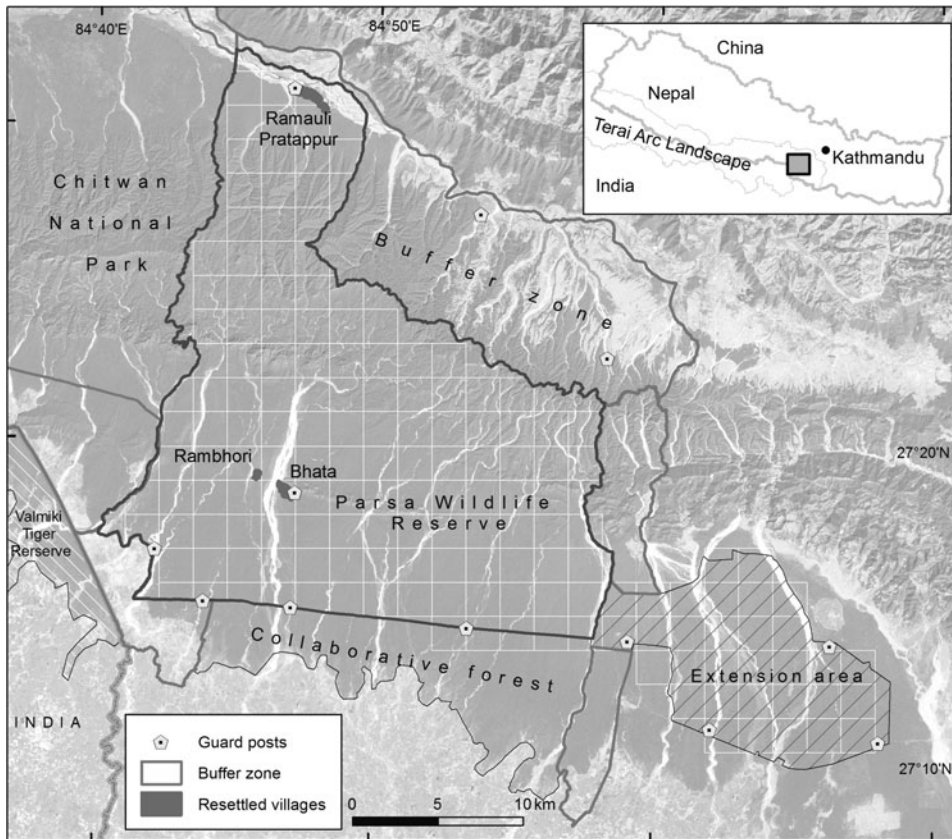 84°40'E
84°50'E
China
Nepal
Terai Arc Landscape
Kathmandu
India
Ramauli
Pratappur
Chitwan
National
Park
Buffer zone
27°20'N
Rambhori
Bhata
Parsa Wildlife
Reserve
Valmiki
Tiger
Rerserve
Collaborative forest
Extension area
INDIA
Guard posts
Buffer zone
Resettled villages
0 5 10 km
27°10'N